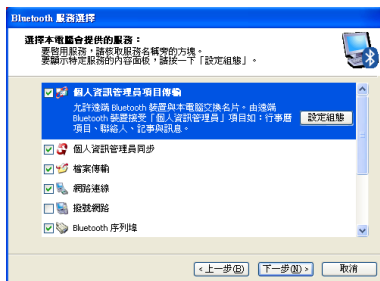 Bluetooth 服務選擇
選擇本電腦會提供的服務：
要啟用服務，請核取服務名稱旁的方塊。
要顯示特定服務的內容面板，請按一下「設定組態」。
個人資訊管理員項目傳輸
允許遠端 Bluetooth 裝置與本電腦交換名片。由遠端
Bluetooth 裝置接受「個人資訊管理員」項目如：行事曆
項目、聯絡人、記事與訊息。
設定組態
個人資訊管理員同步
檔案傳輸
網路連線
撥號網路
Bluetooth 序列埠
<上一步(B)
下一步(N)>
取消